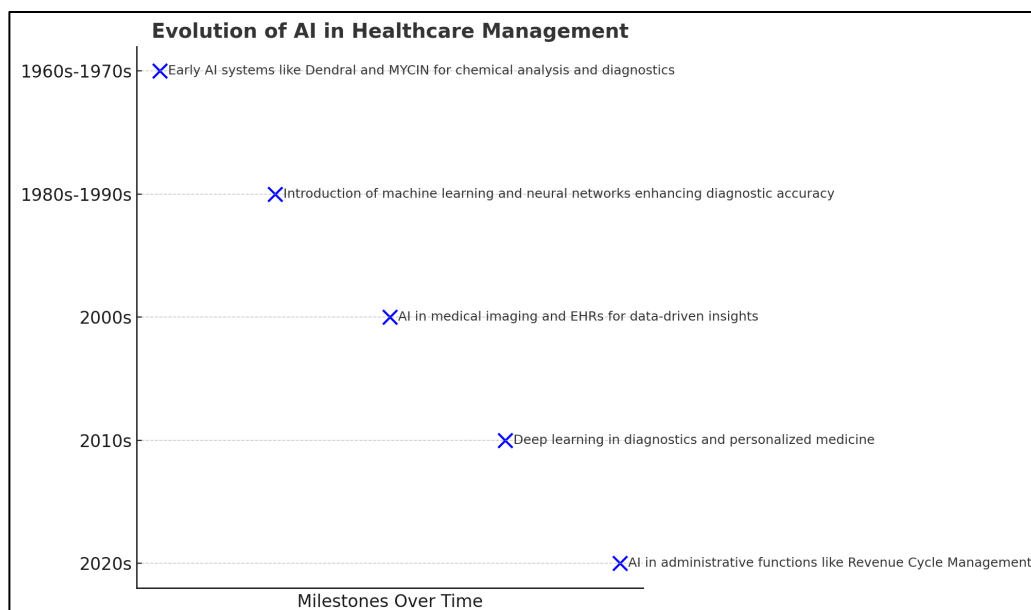 Evolution of AI in Healthcare Management
1960s-1970s Early AI systems like Dendral and MYCIN for chemical analysis and diagnostics
1980s-1990s Introduction of machine learning and neural networks enhancing diagnostic accuracy
2000s AI in medical imaging and EHRs for data-driven insights
2010s Deep learning in diagnostics and personalized medicine
2020s AI in administrative functions like Revenue Cycle Management
Milestones Over Time